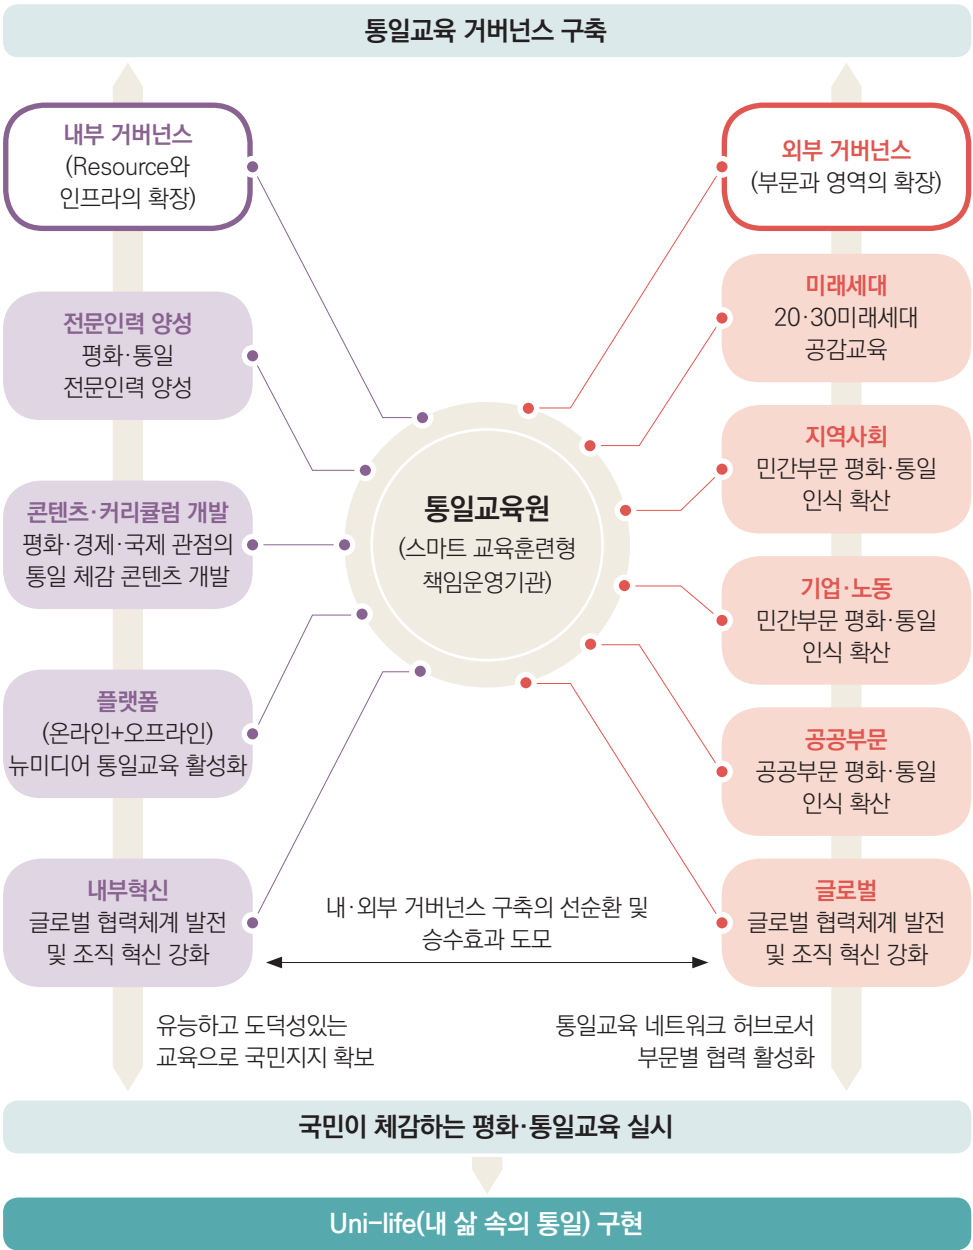 통일교육 거버넌스 구축
내부 거버넌스
(Resource와
인프라의 확장)
전문인력 양성
평화·통일
전문인력 양성
콘텐츠·커리큘럼 개발
평화·경제·국제 관점의
통일 체감 콘텐츠 개발
플랫폼
(온라인+오프라인)
뉴미디어 통일교육 활성화
내부혁신
글로벌 협력체계 발전
및 조직 혁신 강화
통일교육원
(스마트 교육훈련형
책임운영기관)
외부 거버넌스
(부문과 영역의 확장)
미래세대
20·30미래세대
공감교육
지역사회
민간부문 평화·통일
인식 확산
기업·노동
민간부문 평화·통일
인식 확산
공공부문
공공부문 평화·통일
인식 확산
글로벌
글로벌 협력체계 발전
및 조직 혁신 강화
내·외부 거버넌스 구축의 선순환 및
승수효과 도모
유능하고 도덕성있는
교육으로 국민지지 확보
통일교육 네트워크 허브로서
부문별 협력 활성화
국민이 체감하는 평화·통일교육 실시
Uni-life(내 삶 속의 통일) 구현